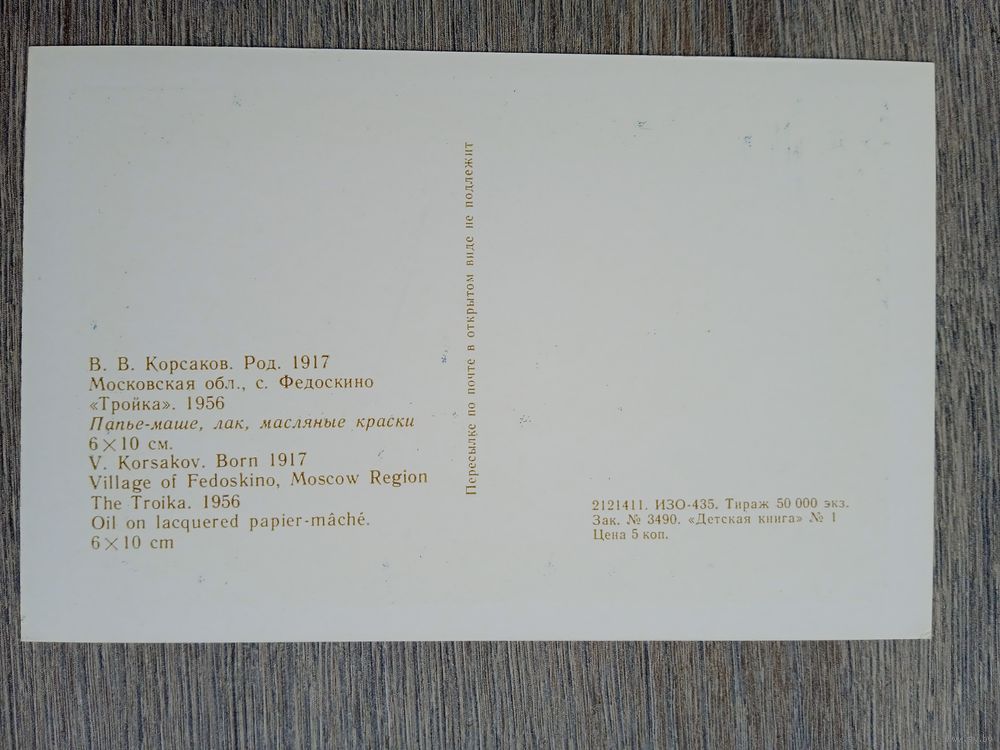 В. В. Корсаков. Род. 1917
Московская обл., с. Федоскино
«Тройка». 1956
Папье-маше, лак, масляные краски
6×10 см.
V. Korsakov. Born 1917
Village of Fedoskino, Moscow Region
The Troika. 1956
Oil on lacquered papier-mâché.
6×10 cm
Пересылке по почте в открытом виде не подлежит
2121411. ИЗО-435. Тираж 50 000 экз.
Зак. № 3490. «Детская книга» № 1
Цена 5 коп.